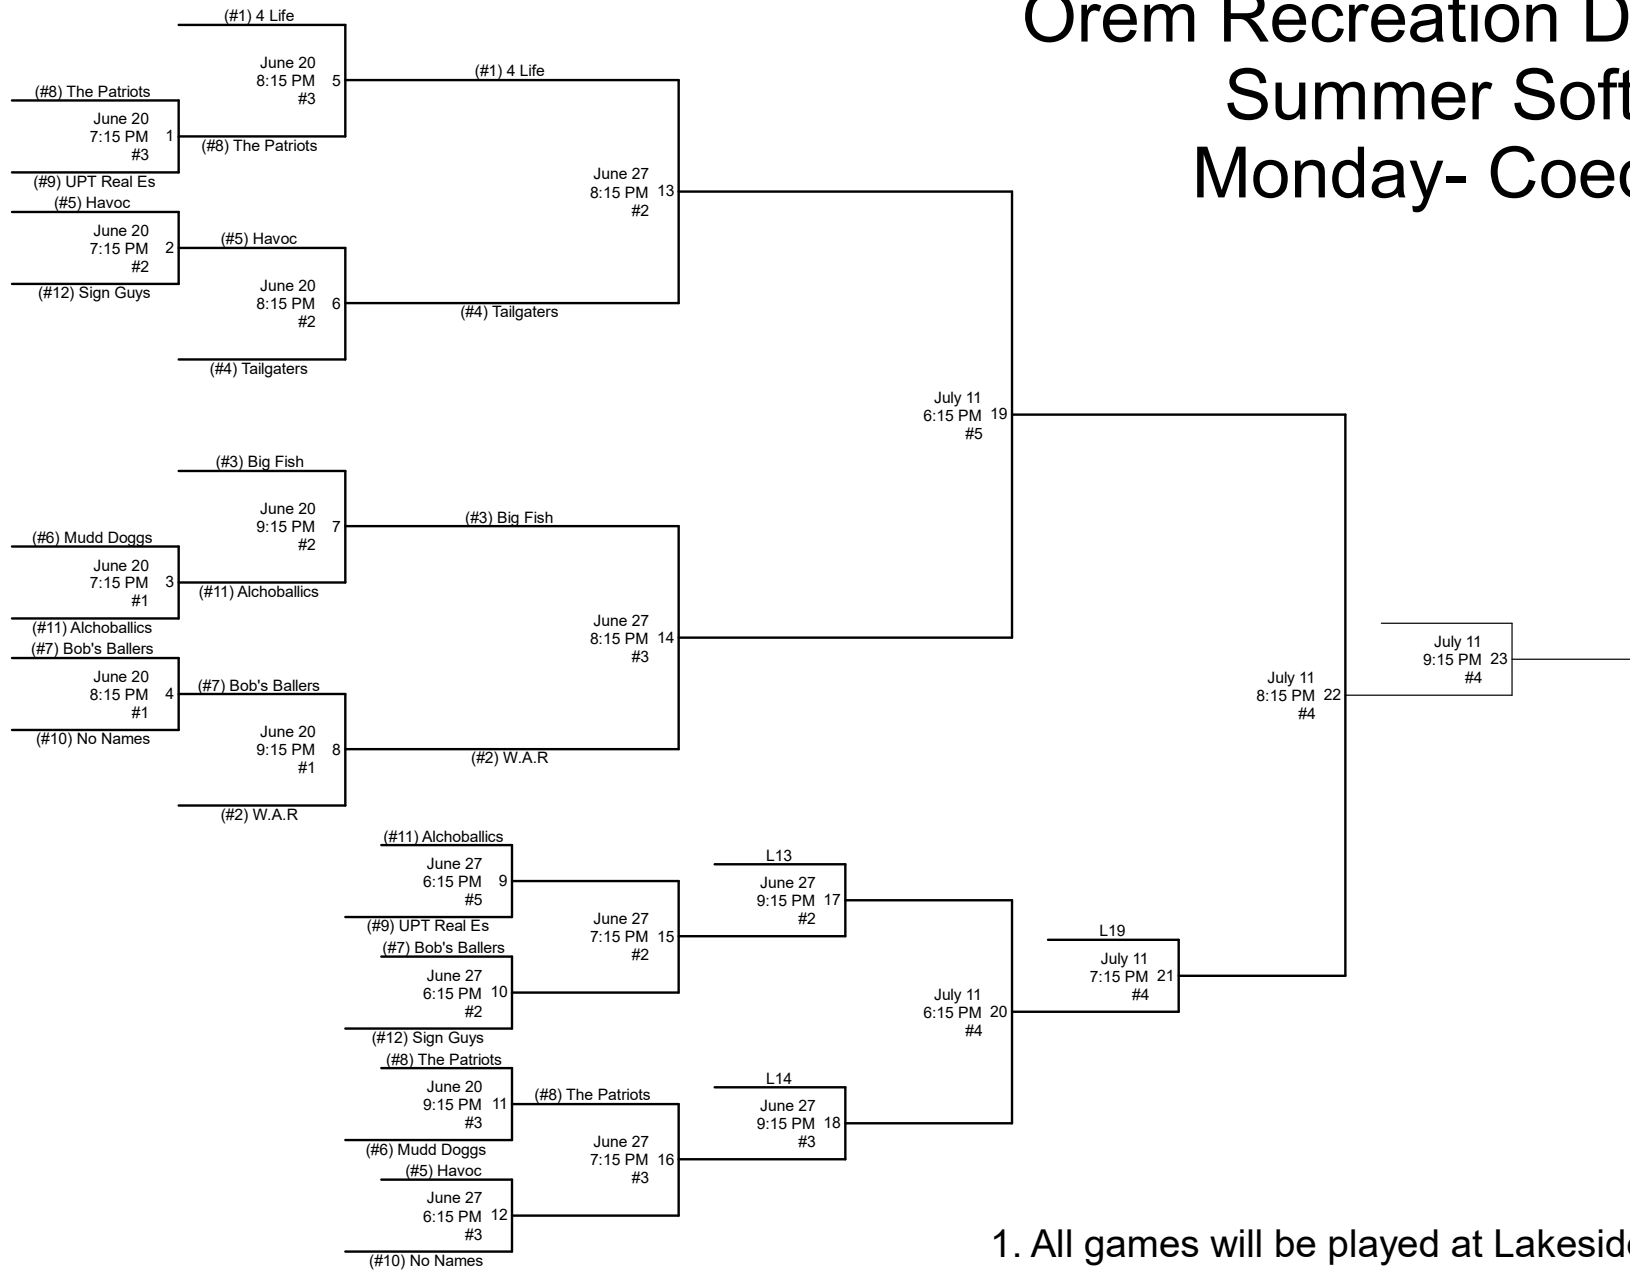 Orem Recreation D
Summer Soft
Monday- Coed
(#1) 4 Life
June 20
8:15 PM 5
#3
(#1) 4 Life
(#8) The Patriots
June 20
7:15 PM 1
#3
(#8) The Patriots
(#9) UPT Real Es
(#5) Havoc
June 20
7:15 PM 2
#2
(#5) Havoc
(#12) Sign Guys
June 20
8:15 PM 6
#2
(#4) Tailgaters
(#4) Tailgaters
June 27
8:15 PM 13
#2
(#3) Big Fish
June 20
9:15 PM 7
#2
(#3) Big Fish
(#6) Mudd Doggs
June 20
7:15 PM 3
#1
(#11) Alchoballics
(#11) Alchoballics
(#7) Bob's Ballers
June 20
8:15 PM 4
#1
(#7) Bob's Ballers
(#10) No Names
June 20
9:15 PM 8
#1
(#2) W.A.R
(#2) W.A.R
June 27
8:15 PM 14
#3
July 11
6:15 PM 19
#5
(#11) Alchoballics
June 27
6:15 PM 9
#5
(#9) UPT Real Es
(#7) Bob's Ballers
June 27
6:15 PM 10
#2
(#12) Sign Guys
June 27
7:15 PM 15
#2
L13
June 27
9:15 PM 17
#2
(#8) The Patriots
June 20
9:15 PM 11
#3
(#8) The Patriots
(#6) Mudd Doggs
(#5) Havoc
June 27
6:15 PM 12
#3
(#10) No Names
June 27
7:15 PM 16
#3
L14
June 27
9:15 PM 18
#3
July 11
6:15 PM 20
#4
L19
July 11
7:15 PM 21
#4
July 11
8:15 PM 22
#4
July 11
9:15 PM 23
#4
1. All games will be played at Lakeside